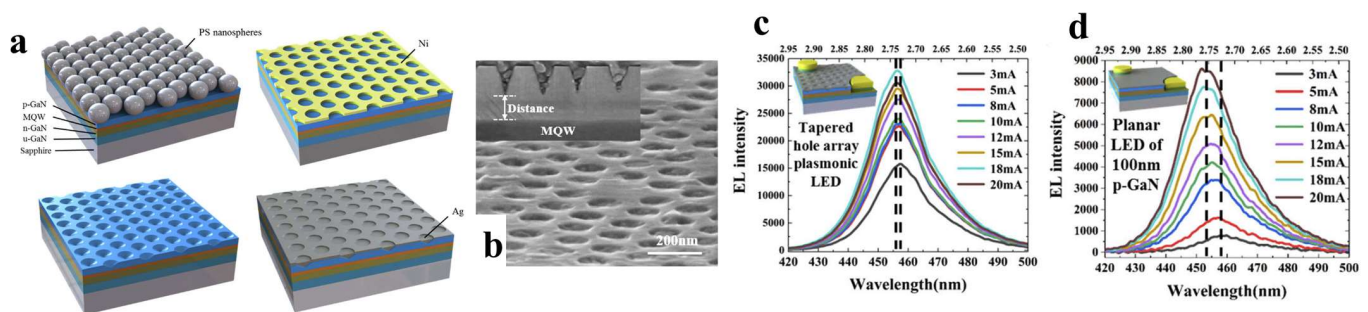 a
PS nanospheres
p-GaN
MQW
n-GaN
u-GaN
Sapphire
Ni
Ag
b
Distance
MQW
200nm
c
2.95 2.90 2.85 2.80 2.75 2.70 2.65 2.60 2.55 2.50
EL intensity
35000
30000
25000
20000
15000
10000
5000
0
Tapered
hole array
plasmonic
LED
3mA
5mA
8mA
10mA
12mA
15mA
18mA
20mA
420 430 440 450 460 470 480 490 500
Wavelength(nm)
d
2.95 2.90 2.85 2.80 2.75 2.70 2.65 2.60 2.55 2.50
EL intensity
9000
8000
7000
6000
5000
4000
3000
2000
1000
0
Planar
LED of
100nm
p-GaN
3mA
5mA
8mA
10mA
12mA
15mA
18mA
20mA
420 430 440 450 460 470 480 490 500
Wavelength(nm)